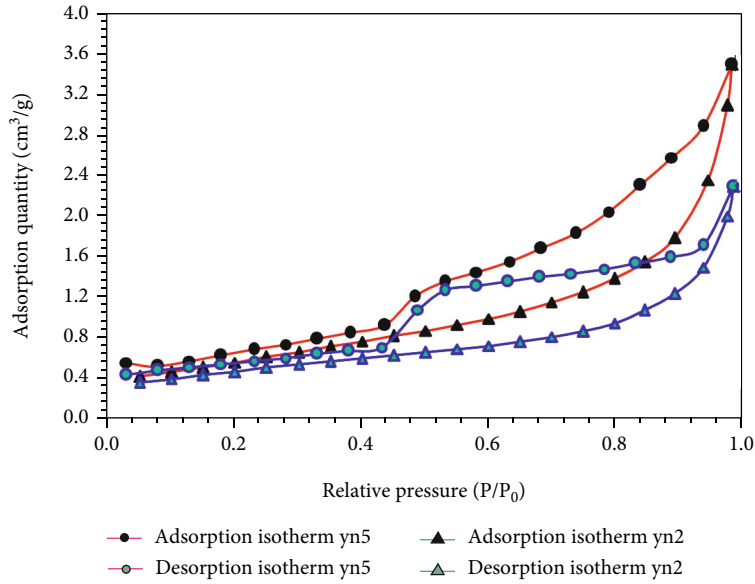 4.0
3.6
3.2
2.8
2.4
2.0
1.6
1.2
0.8
0.4
0.0
Adsorption quantity (cm³/g)
0.0 0.2 0.4 0.6 0.8 1.0
Relative pressure (P/P₀)
Adsorption isotherm yn5 Adsorption isotherm yn2
Desorption isotherm yn5 Desorption isotherm yn2